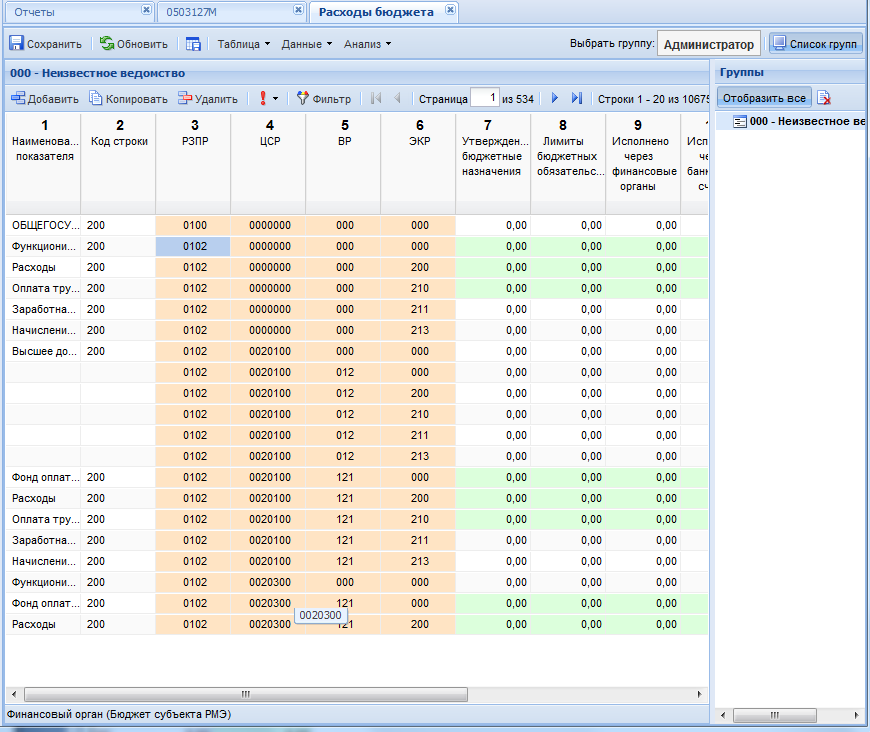 Отчеты 0503127М Расходы бюджета
Сохранить Обновить Таблица Данные Анализ Выбрать группу: Администратор Список групп
000 - Неизвестное ведомство
Добавить Копировать Удалить Фильтр Страница 1 из 534 Строки 1 - 20 из 10675
1 2 3 4 5 6 7 8 9
Наименова... показателя Код строки РЗПР ЦСР ВР ЭКР Утвержден... бюджетные назначения Лимиты бюджетных обязательс... Исполнено через финансовые органы
ОБЩЕГОСУ... 200 0100 0000000 000 000 0,00 0,00 0,00
Функциони... 200 0102 0000000 000 000 0,00 0,00 0,00
Расходы 200 0102 0000000 000 200 0,00 0,00 0,00
Оплата тру... 200 0102 0000000 000 210 0,00 0,00 0,00
Заработна... 200 0102 0000000 000 211 0,00 0,00 0,00
Начислени... 200 0102 0000000 000 213 0,00 0,00 0,00
Высшее до... 200 0102 0020100 000 000 0,00 0,00 0,00
0102 0020100 012 000 0,00 0,00 0,00
0102 0020100 012 200 0,00 0,00 0,00
0102 0020100 012 210 0,00 0,00 0,00
0102 0020100 012 211 0,00 0,00 0,00
0102 0020100 012 213 0,00 0,00 0,00
Фонд оплат... 200 0102 0020100 121 000 0,00 0,00 0,00
Расходы 200 0102 0020100 121 200 0,00 0,00 0,00
Оплата тру... 200 0102 0020100 121 210 0,00 0,00 0,00
Заработна... 200 0102 0020100 121 211 0,00 0,00 0,00
Начислени... 200 0102 0020100 121 213 0,00 0,00 0,00
Функциони... 200 0102 0020300 000 000 0,00 0,00 0,00
Фонд оплат... 200 0102 0020300 121 000 0,00 0,00 0,00
0020300
Расходы 200 0102 0020300 121 200 0,00 0,00 0,00
Финансовый орган (Бюджет субъекта РМЭ)
Группы
Отобразить все
000 - Неизвестное ве